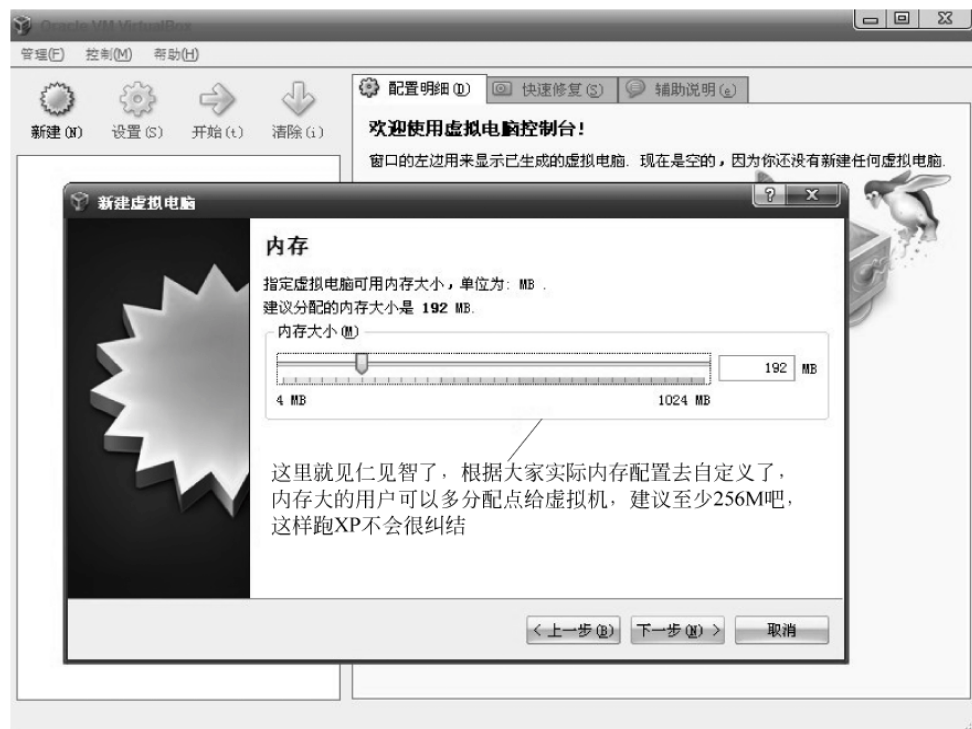 Oracle VM VirtualBox
管理(F) 控制(M) 帮助(H)
新建(N) 设置(S) 开始(t) 清除(i)
配置明细(D) 快速修复(S) 辅助说明(e)
欢迎使用虚拟电脑控制台!
窗口的左边用来显示已生成的虚拟电脑. 现在是空的,因为你还没有新建任何虚拟电脑.
新建虚拟电脑
内存
指定虚拟电脑可用内存大小,单位为: MB .
建议分配的内存大小是 192 MB.
内存大小(M)
192 MB
4 MB 1024 MB
这里就见仁见智了，根据大家实际内存配置去自定义了，
内存大的用户可以多分配点给虚拟机，建议至少256M吧，
这样跑XP不会很纠结
< 上一步(B) 下一步(N) > 取消